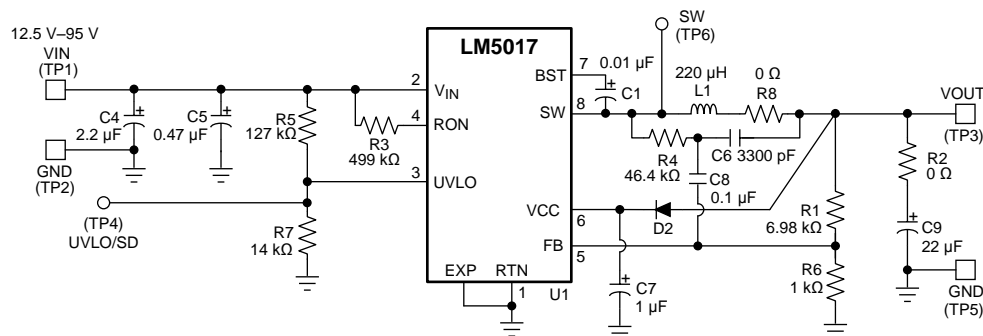 12.5 V–95 V
VIN
(TP1)
GND
(TP2)
C4
2.2 µF
C5
0.47 µF
R5
127 kΩ
R3
499 kΩ
(TP4)
UVLO/SD
R7
14 kΩ
LM5017
2
VIN
4
RON
3
UVLO
EXP
RTN
1
U1
BST
7
SW
8
VCC
6
FB
5
0.01 µF
C1
SW
(TP6)
220 µH
L1
0 Ω
R8
R4
46.4 kΩ
C6
3300 pF
C8
0.1 µF
D2
C7
1 µF
R1
6.98 kΩ
R6
1 kΩ
VOUT
(TP3)
R2
0Ω
C9
22 µF
GND
(TP5)
+
+
+
+
+